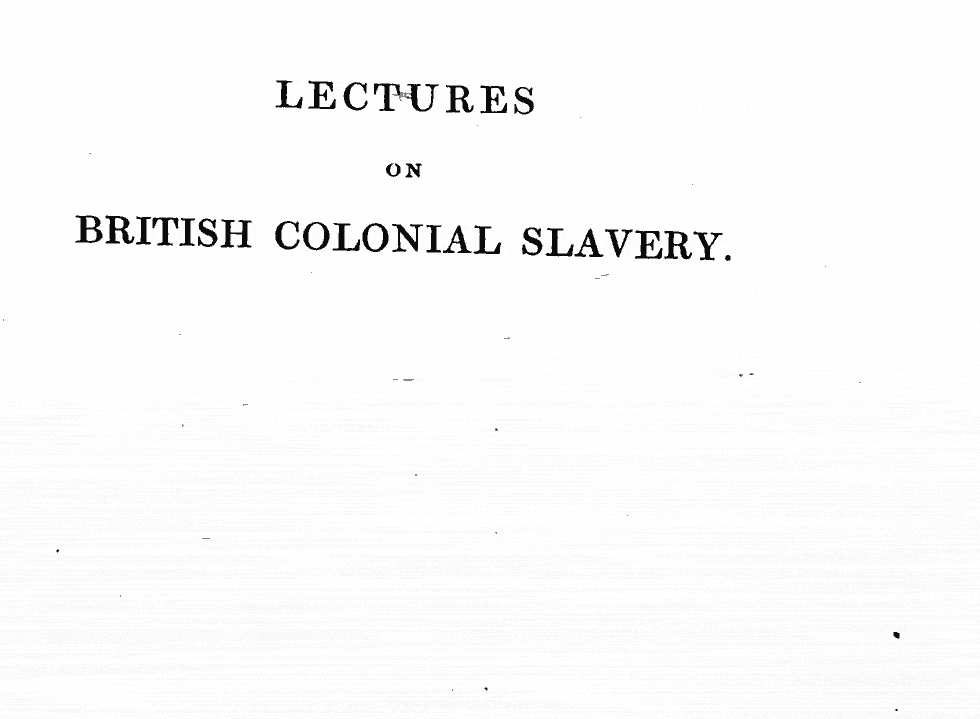 LECTURES
ON
BRITISH COLONIAL SLAVERY.